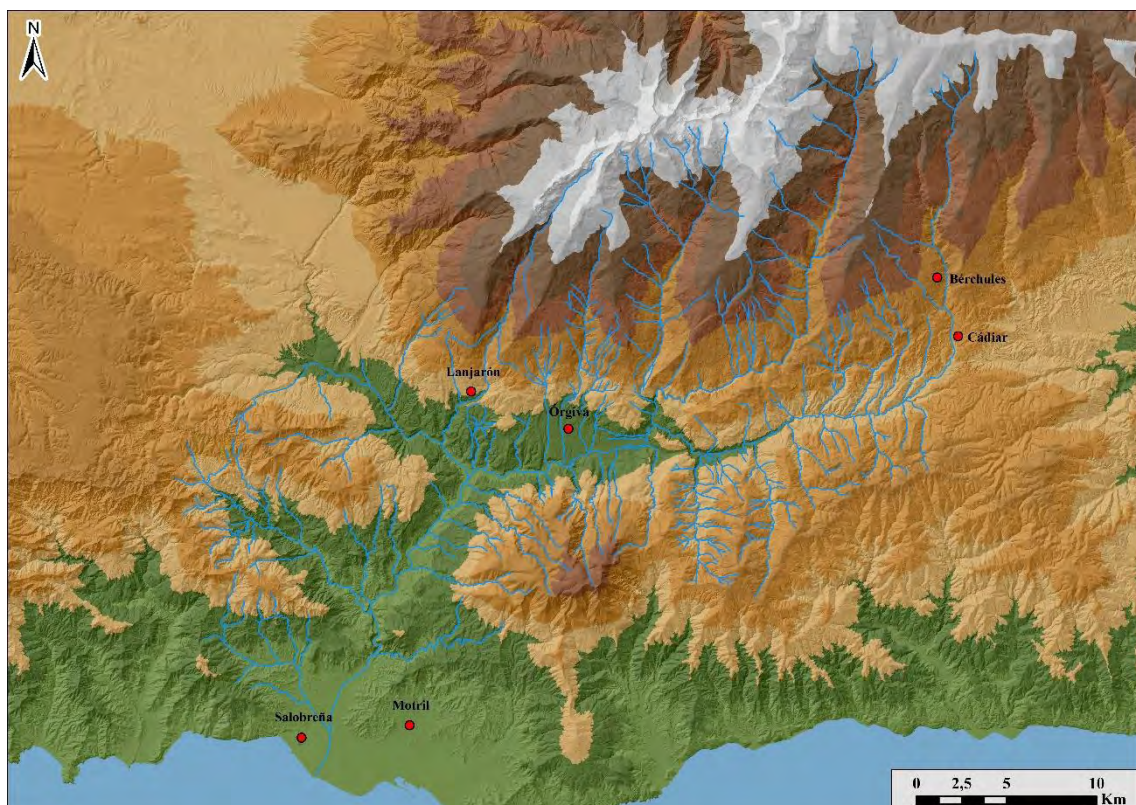 N
Bérchules
Cádiar
Lanjarón
Órgiva
Motril
Salobreña
0 2,5 5 10
Km